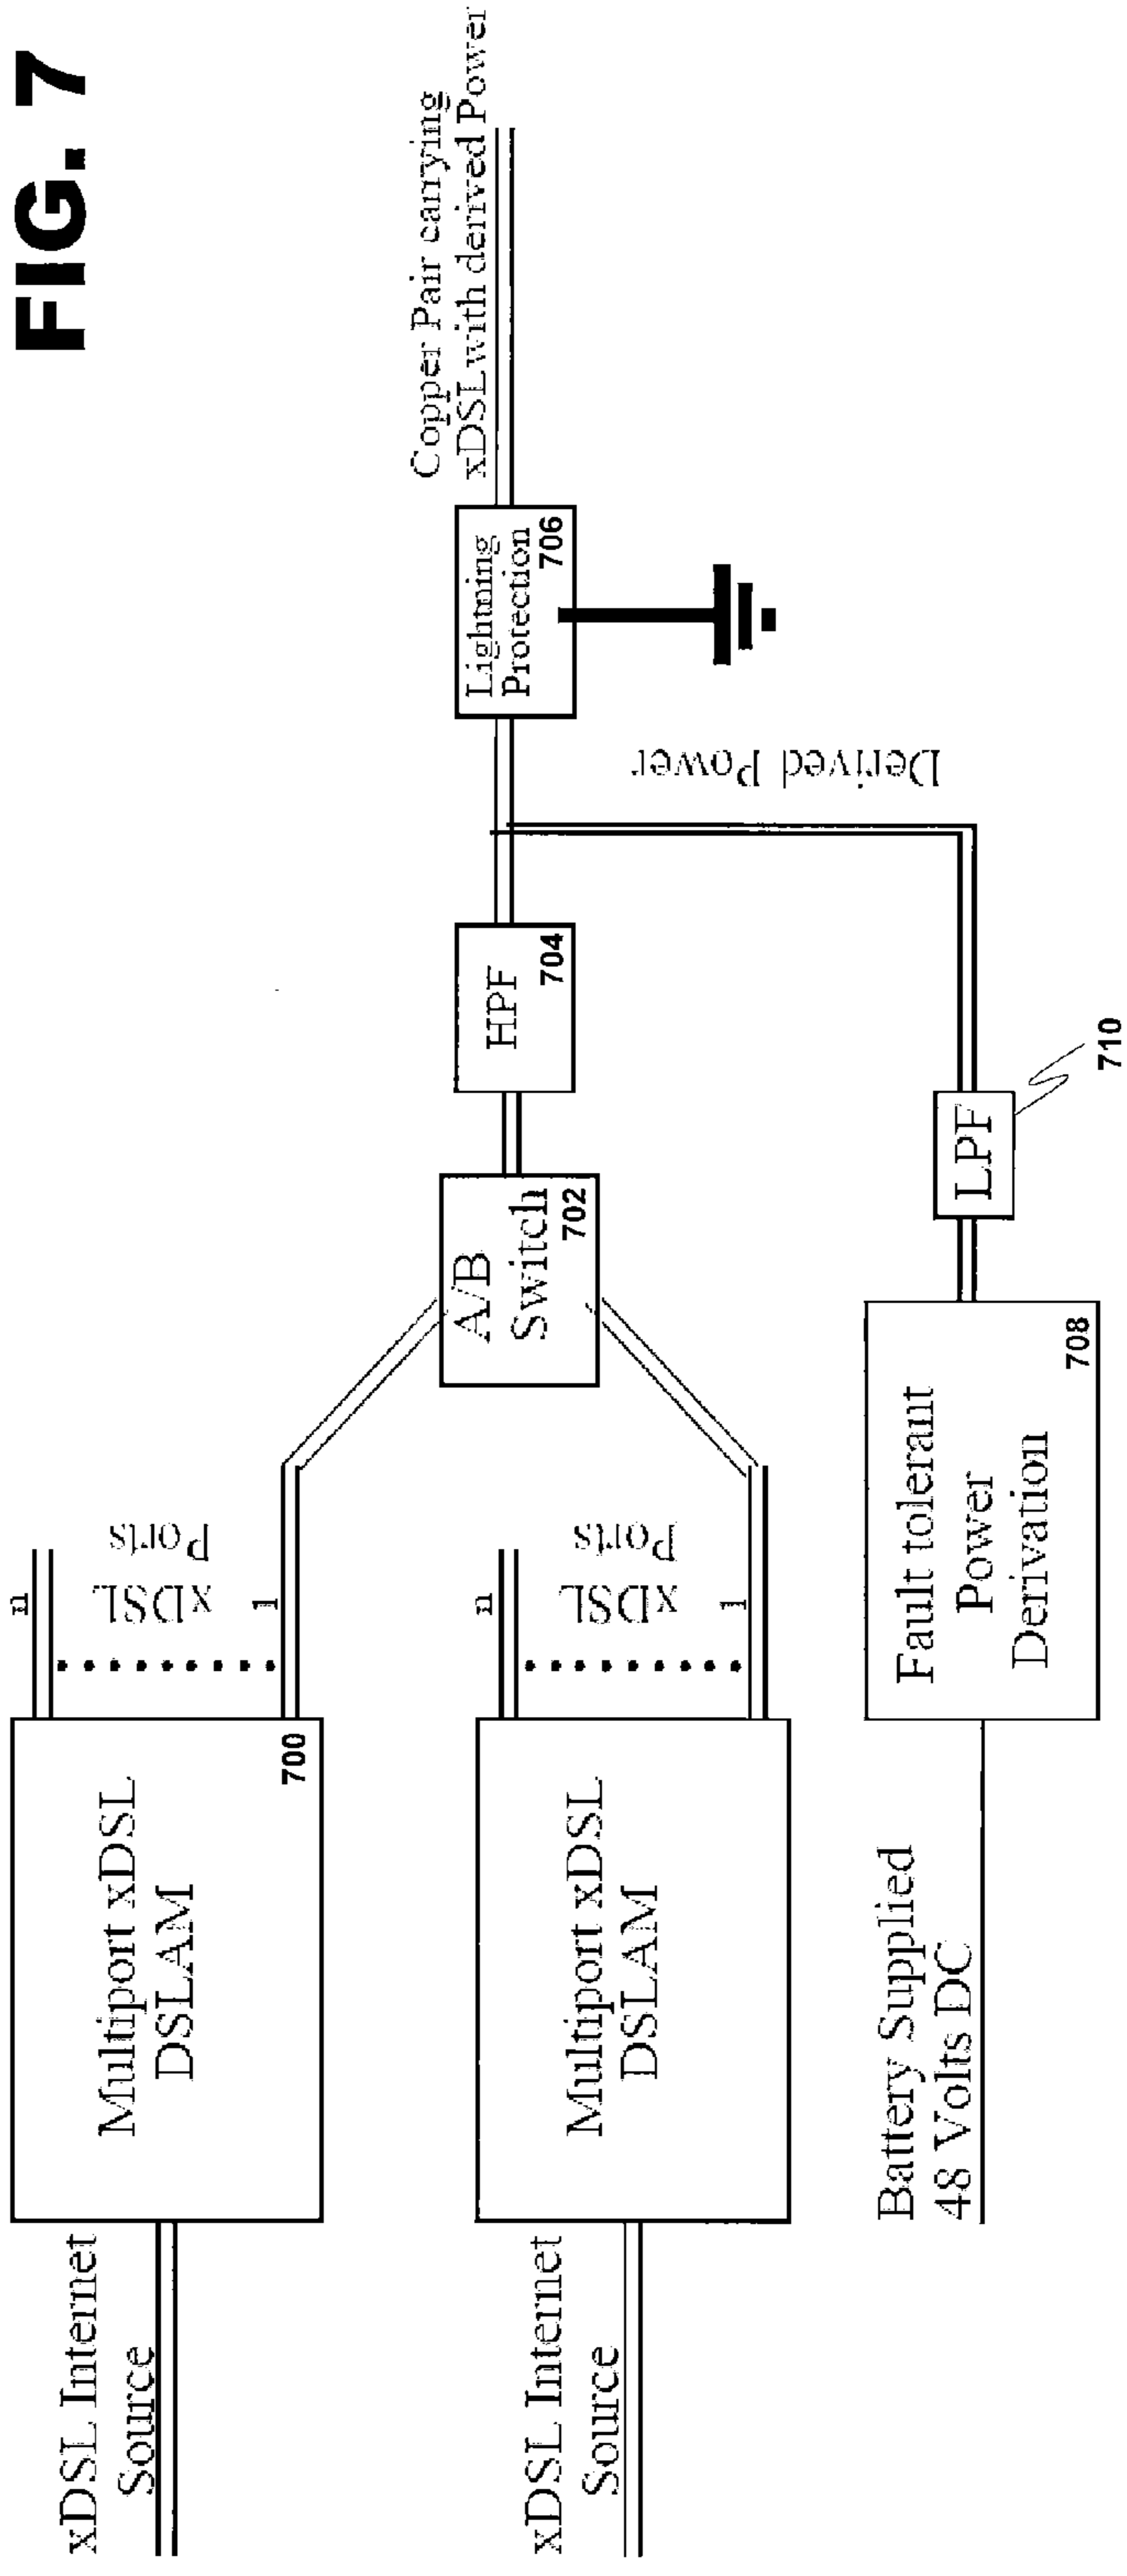 FIG. 7
xDSL Internet
Source
Multiport xDSL
DSLAM
700
n
xDSL
Ports
1
xDSL Internet
Source
Multiport xDSL
DSLAM
n
xDSL
Ports
1
A/B
Switch
702
HPF
704
Lightning
Protection
706
Copper Pair carrying
xDSL with derived Power
Derived Power
Battery Supplied
48 Volts DC
Fault tolerant
Power
Derivation
708
LPF
710